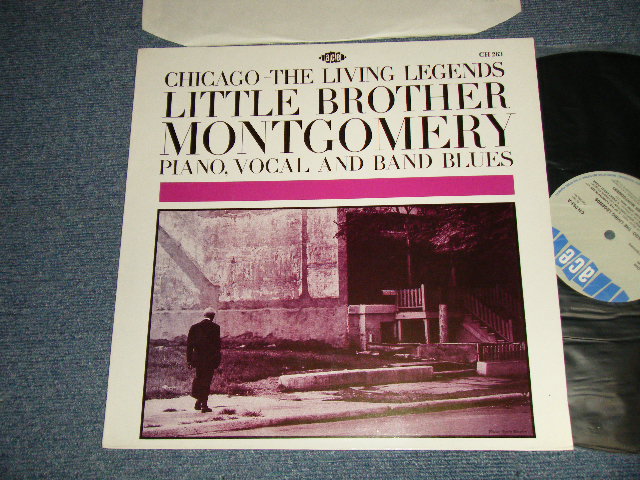 ace
CH 263
CHICAGO-THE LIVING LEGENDS
LITTLE BROTHER
MONTGOMERY
PIANO, VOCAL AND BAND BLUES
ace